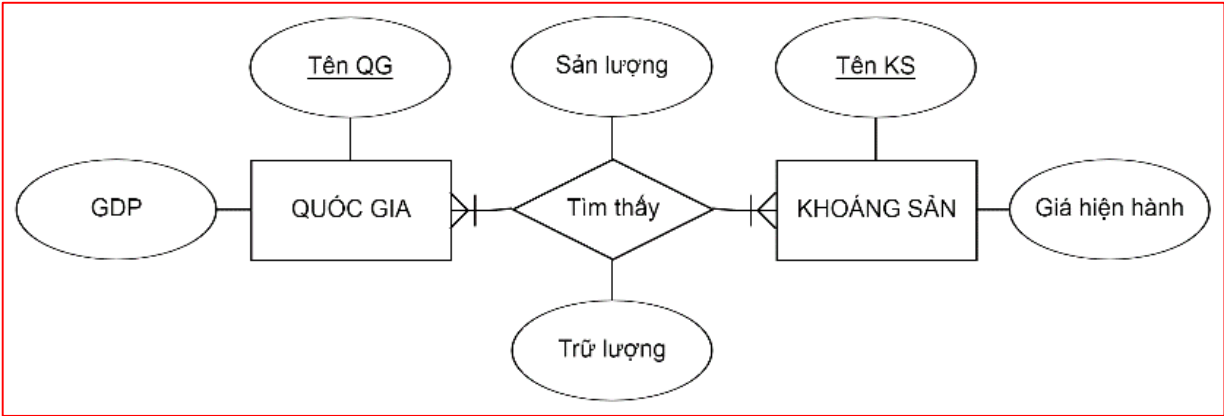 Tên QG
Sản lượng
Tên KS
GDP
QUỐC GIA
Tìm thấy
KHOÁNG SẢN
Giá hiện hành
Trữ lượng